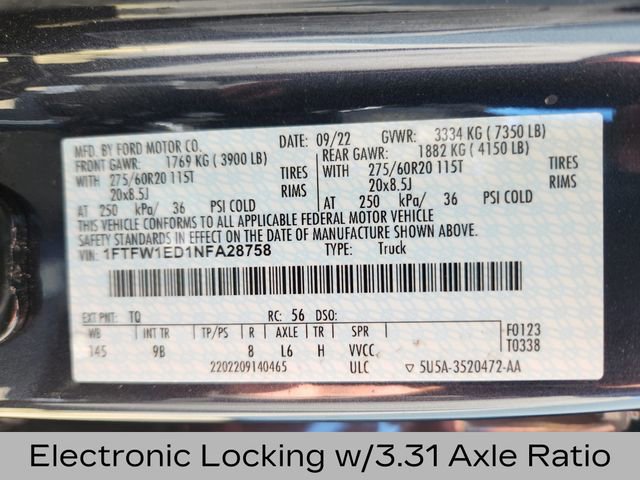 MFD. BY FORD MOTOR CO. DATE: 09/22 GVWR: 3334 KG ( 7350 LB)
FRONT GAWR: 1769 KG ( 3900 LB) REAR GAWR: 1882 KG ( 4150 LB)
WITH 275/60R20 115T TIRES WITH 275/60R20 115T TIRES
20x8.5J RIMS 20x8.5J RIMS
AT 250 kPa/ 36 PSI COLD AT 250 kPa/ 36 PSI COLD
THIS VEHICLE CONFORMS TO ALL APPLICABLE FEDERAL MOTOR VEHICLE
SAFETY STANDARDS IN EFFECT ON THE DATE OF MANUFACTURE SHOWN ABOVE.
VIN: 1FTFW1ED1NFA28758 TYPE: Truck
EXT PNT: TQ RC: 56 DSO:
WB INT TR TP/PS R AXLE TR SPR F0123
145 9B 8 L6 H VVCC T0338
2202209140465 ULC ▽ 5U5A-3520472-AA
Electronic Locking w/3.31 Axle Ratio